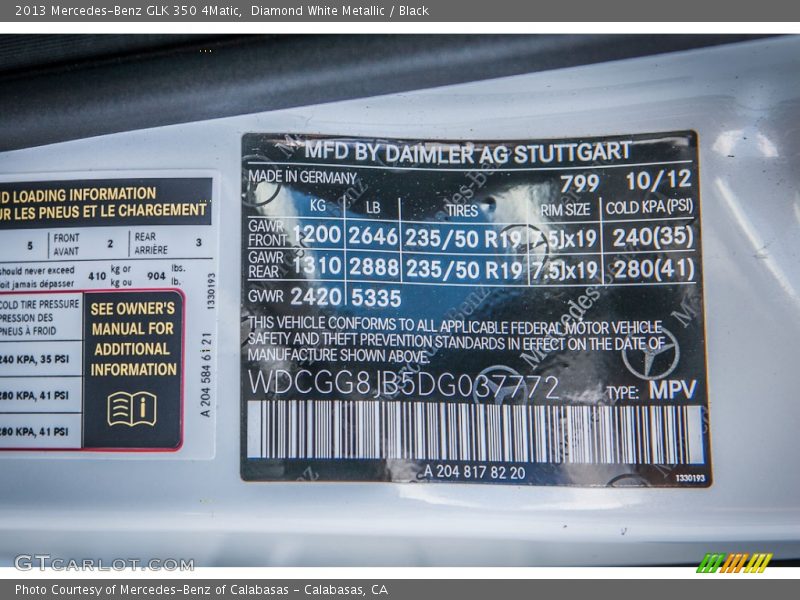 2013 Mercedes-Benz GLK 350 4Matic, Diamond White Metallic / Black
LOADING INFORMATION
LES PNEUS ET LE CHARGEMENT
5 FRONT AVANT 2 REAR ARRIÈRE 3
should never exceed 410 kg or 904 lbs.
jamais dépasser kg ou lb.
COLD TIRE PRESSURE
PRESSION DES
PNEUS À FROID
240 KPA, 35 PSI
280 KPA, 41 PSI
280 KPA, 41 PSI
SEE OWNER'S
MANUAL FOR
ADDITIONAL
INFORMATION
1330193
A 204 584 61 21
MFD BY DAIMLER AG STUTTGART
MADE IN GERMANY 799 10/12
KG LB TIRES RIM SIZE COLD KPA(PSI)
GAWR FRONT 1200 2646 235/50 R19 7,5Jx19 240(35)
GAWR REAR 1310 2888 235/50 R19 7,5Jx19 280(41)
GVWR 2420 5335
THIS VEHICLE CONFORMS TO ALL APPLICABLE FEDERAL MOTOR VEHICLE
SAFETY AND THEFT PREVENTION STANDARDS IN EFFECT ON THE DATE OF
MANUFACTURE SHOWN ABOVE.
WDCGG8JB5DG037772 TYPE: MPV
A 204 817 82 20
1330193
Mercedes-Benz
GTCARLOT.COM
Photo Courtesy of Mercedes-Benz of Calabasas - Calabasas, CA